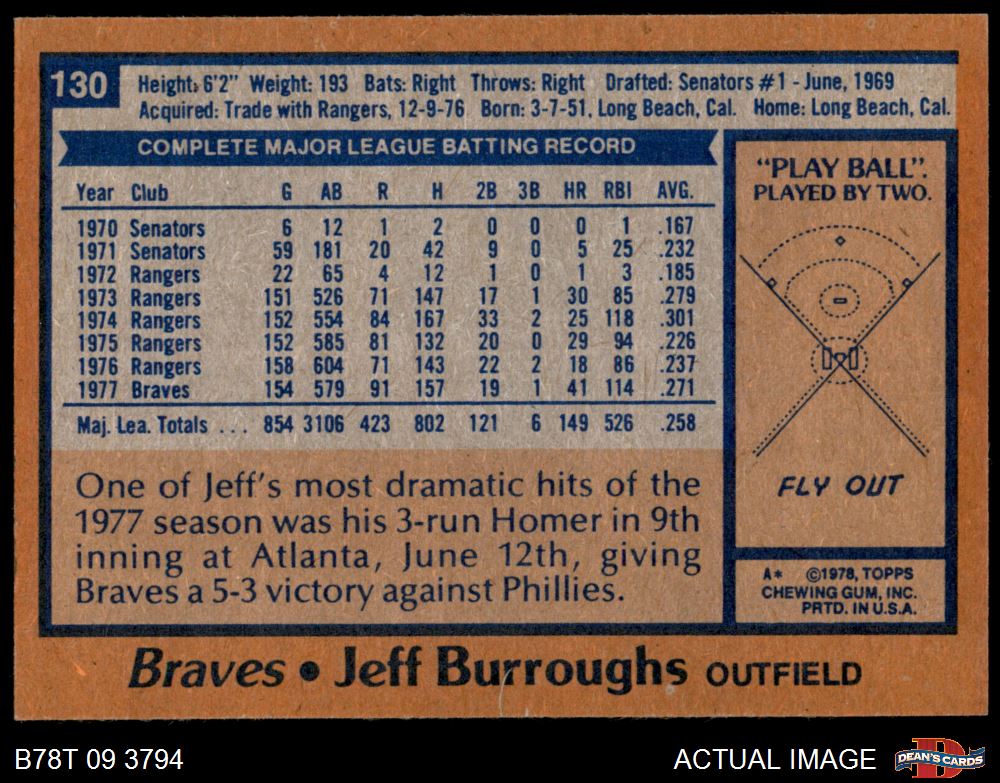 130
Height: 6'2" Weight: 193 Bats: Right Throws: Right Drafted: Senators #1 - June, 1969
Acquired: Trade with Rangers, 12-9-76 Born: 3-7-51, Long Beach, Cal. Home: Long Beach, Cal.
COMPLETE MAJOR LEAGUE BATTING RECORD
Year Club G AB R H 2B 3B HR RBI AVG.
1970 Senators 6 12 1 2 0 0 0 1 .167
1971 Senators 59 181 20 42 9 0 5 25 .232
1972 Rangers 22 65 4 12 1 0 1 3 .185
1973 Rangers 151 526 71 147 17 1 30 85 .279
1974 Rangers 152 554 84 167 33 2 25 118 .301
1975 Rangers 152 585 81 132 20 0 29 94 .226
1976 Rangers 158 604 71 143 22 2 18 86 .237
1977 Braves 154 579 91 157 19 1 41 114 .271
Maj. Lea. Totals ... 854 3106 423 802 121 6 149 526 .258
One of Jeff's most dramatic hits of the
1977 season was his 3-run Homer in 9th
inning at Atlanta, June 12th, giving
Braves a 5-3 victory against Phillies.
"PLAY BALL".
PLAYED BY TWO.
FLY OUT
A* ©1978, TOPPS
CHEWING GUM, INC.
PRTD. IN U.S.A.
Braves • Jeff Burroughs OUTFIELD
B78T 09 3794
ACTUAL IMAGE
D
DEAN'S CARDS